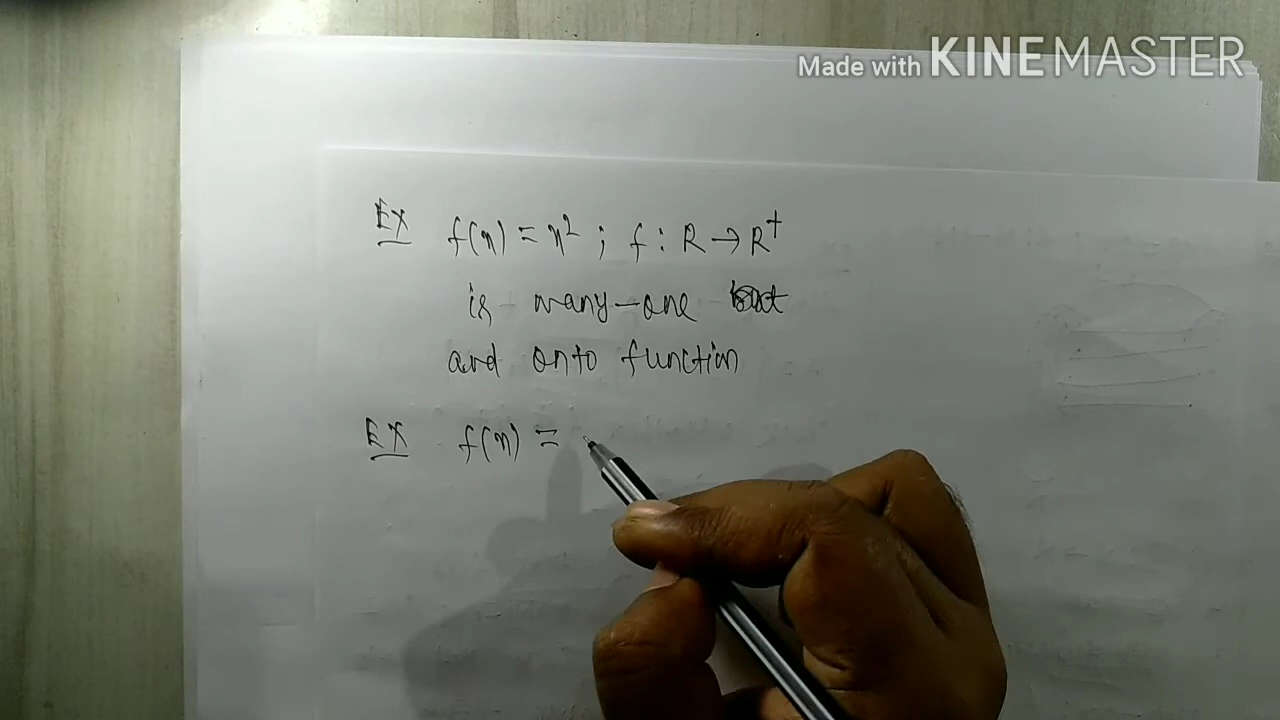 Made with KINEMASTER
Ex f(x) = x² ; f : R → R⁺
is many-one but
and onto function
Ex f(x) =